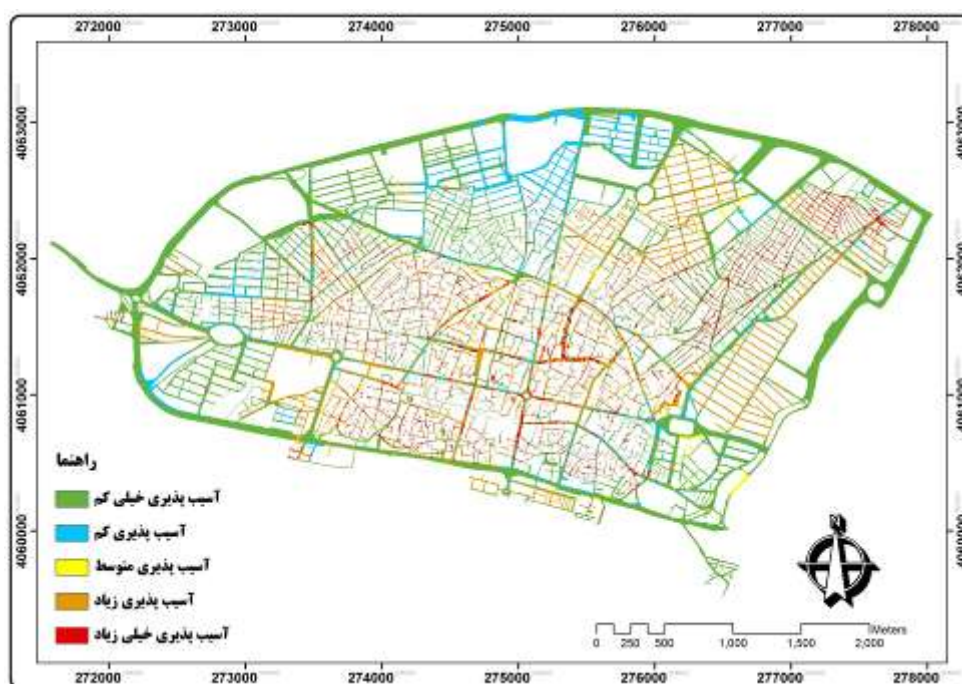 272000 273000 274000 275000 276000 277000 278000
4063000 4063000
4062000 4062000
4061000 4061000
4060000 4060000
راهنما
آسیب پذیری خیلی کم
آسیب پذیری کم
آسیب پذیری متوسط
آسیب پذیری زیاد
آسیب پذیری خیلی زیاد
N
Meters
0 250 500 1,000 1,500 2,000
272000 273000 274000 275000 276000 277000 278000